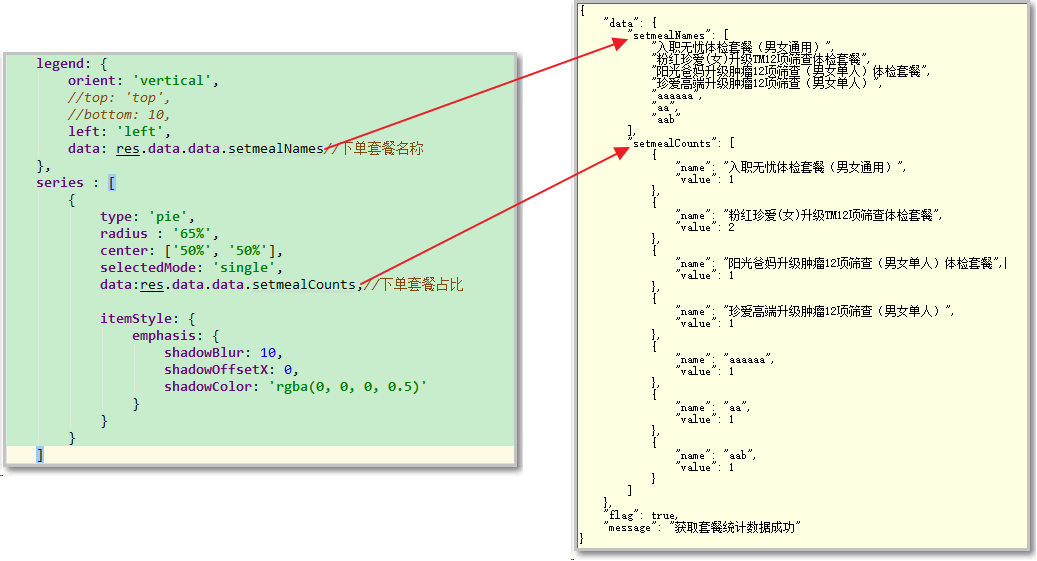 legend: {
orient: 'vertical',
//top: 'top',
//bottom: 10,
left: 'left',
data: res.data.data.setmealNames//下单套餐名称
},
series : [
{
type: 'pie',
radius : '65%',
center: ['50%', '50%'],
selectedMode: 'single',
data:res.data.data.setmealCounts,//下单套餐占比
itemStyle: {
emphasis: {
shadowBlur: 10,
shadowOffsetX: 0,
shadowColor: 'rgba(0, 0, 0, 0.5)'
}
}
}
]
{
"data": {
"setmealNames": [
"入职无忧体检套餐（男女通用）",
"粉红珍爱(女)升级TM12项筛查体检套餐",
"阳光爸妈升级肿瘤12项筛查（男女单人）体检套餐",
"珍爱高端升级肿瘤12项筛查（男女单人）",
"aaaaaa",
"aa",
"aab"
],
"setmealCounts": [
{
"name": "入职无忧体检套餐（男女通用）",
"value": 1
},
{
"name": "粉红珍爱(女)升级TM12项筛查体检套餐",
"value": 2
},
{
"name": "阳光爸妈升级肿瘤12项筛查（男女单人）体检套餐",
"value": 1
},
{
"name": "珍爱高端升级肿瘤12项筛查（男女单人）",
"value": 1
},
{
"name": "aaaaaa",
"value": 1
},
{
"name": "aa",
"value": 1
},
{
"name": "aab",
"value": 1
}
]
},
"flag": true,
"message": "获取套餐统计数据成功"
}